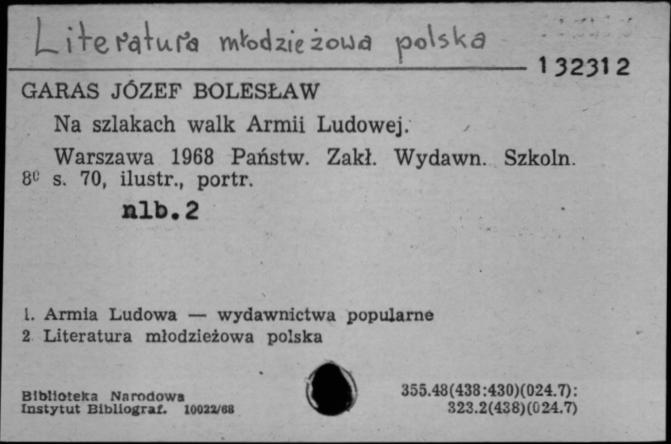 Literatura młodzieżowa polska
132312
GARAS JÓZEF BOLESŁAW
Na szlakach walk Armii Ludowej.
Warszawa 1968 Państw. Zakł. Wydawn. Szkoln.
8⁰ s. 70, ilustr., portr.
nlb. 2
1. Armia Ludowa — wydawnictwa popularne
2 Literatura młodzieżowa polska
Biblioteka Narodowa
Instytut Bibliograf. 10022/68
355.48(438:430)(024.7):
323.2(438)(024.7)